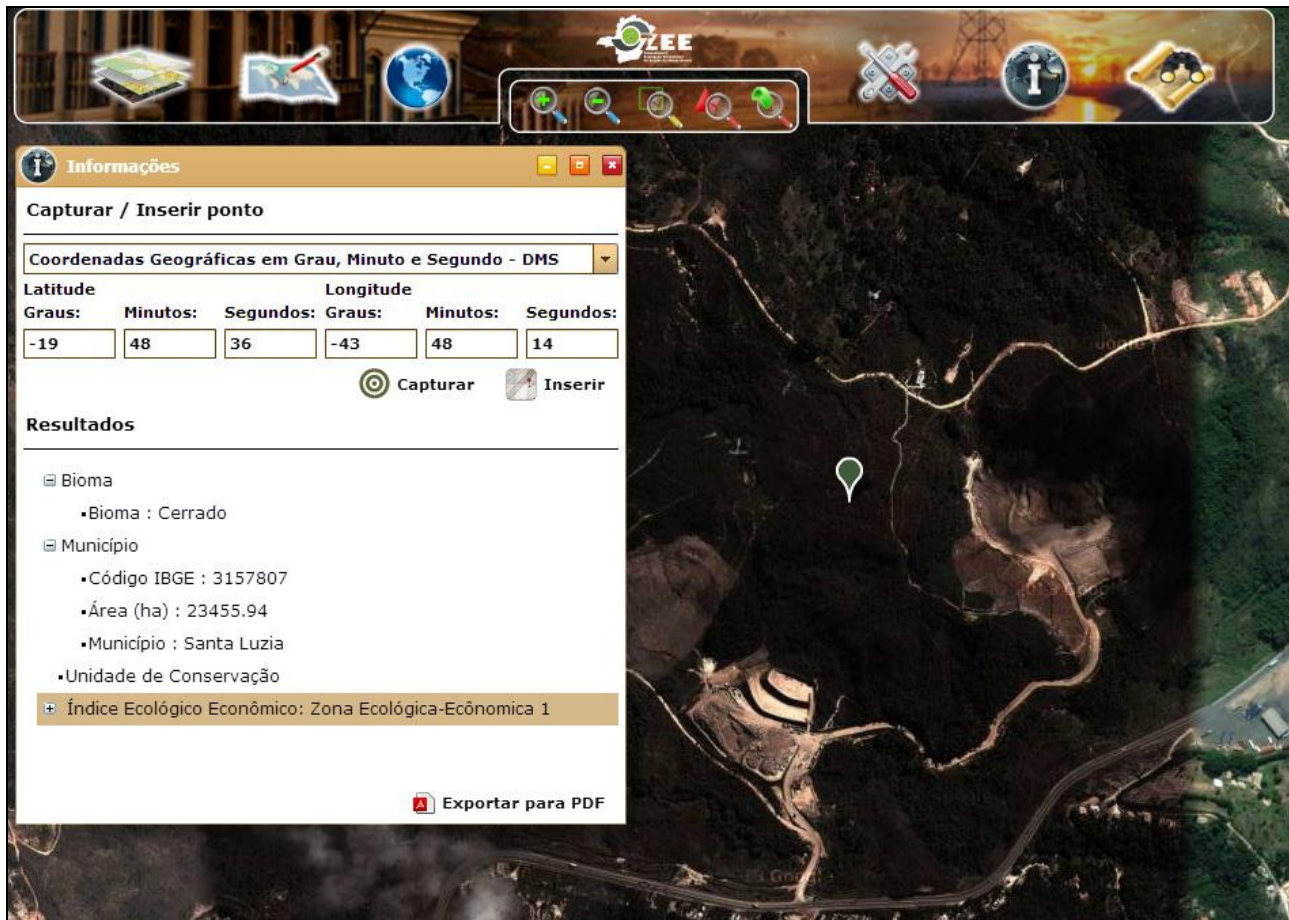 ZEE
Informações
Capturar / Inserir ponto
Coordenadas Geográficas em Grau, Minuto e Segundo - DMS
Latitude Longitude
Graus: Minutos: Segundos: Graus: Minutos: Segundos:
-19 48 36 -43 48 14
Capturar Inserir
Resultados
Bioma
Bioma : Cerrado
Município
Código IBGE : 3157807
Área (ha) : 23455.94
Município : Santa Luzia
Unidade de Conservação
Índice Ecológico Econômico: Zona Ecológica-Ecônomica 1
Exportar para PDF